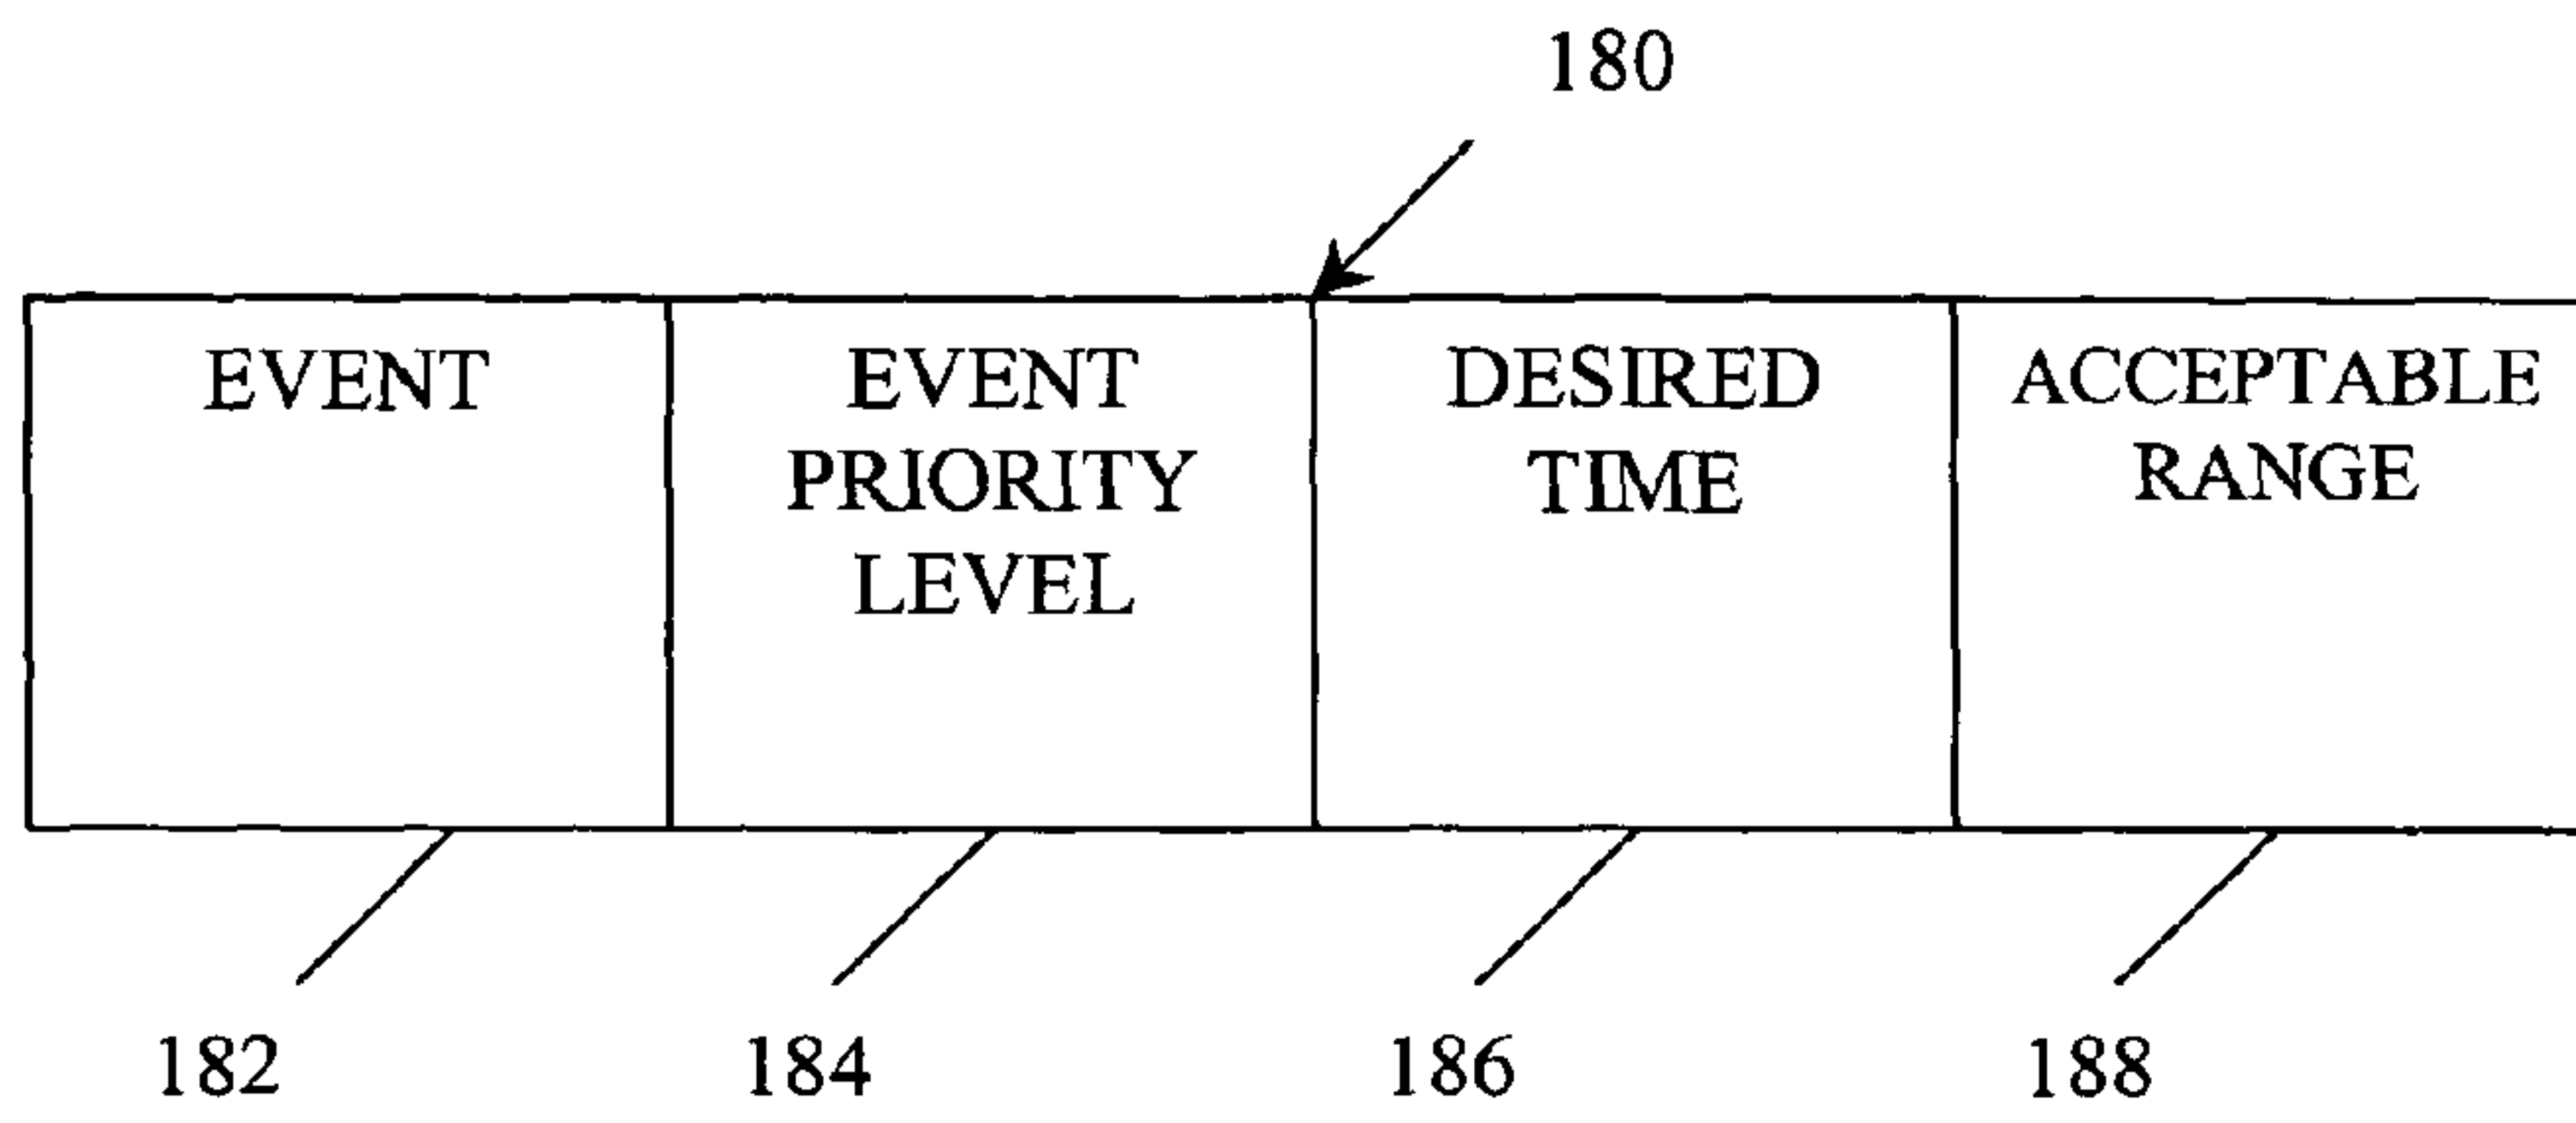 180
EVENT
EVENT
PRIORITY
LEVEL
DESIRED
TIME
ACCEPTABLE
RANGE
182
184
186
188